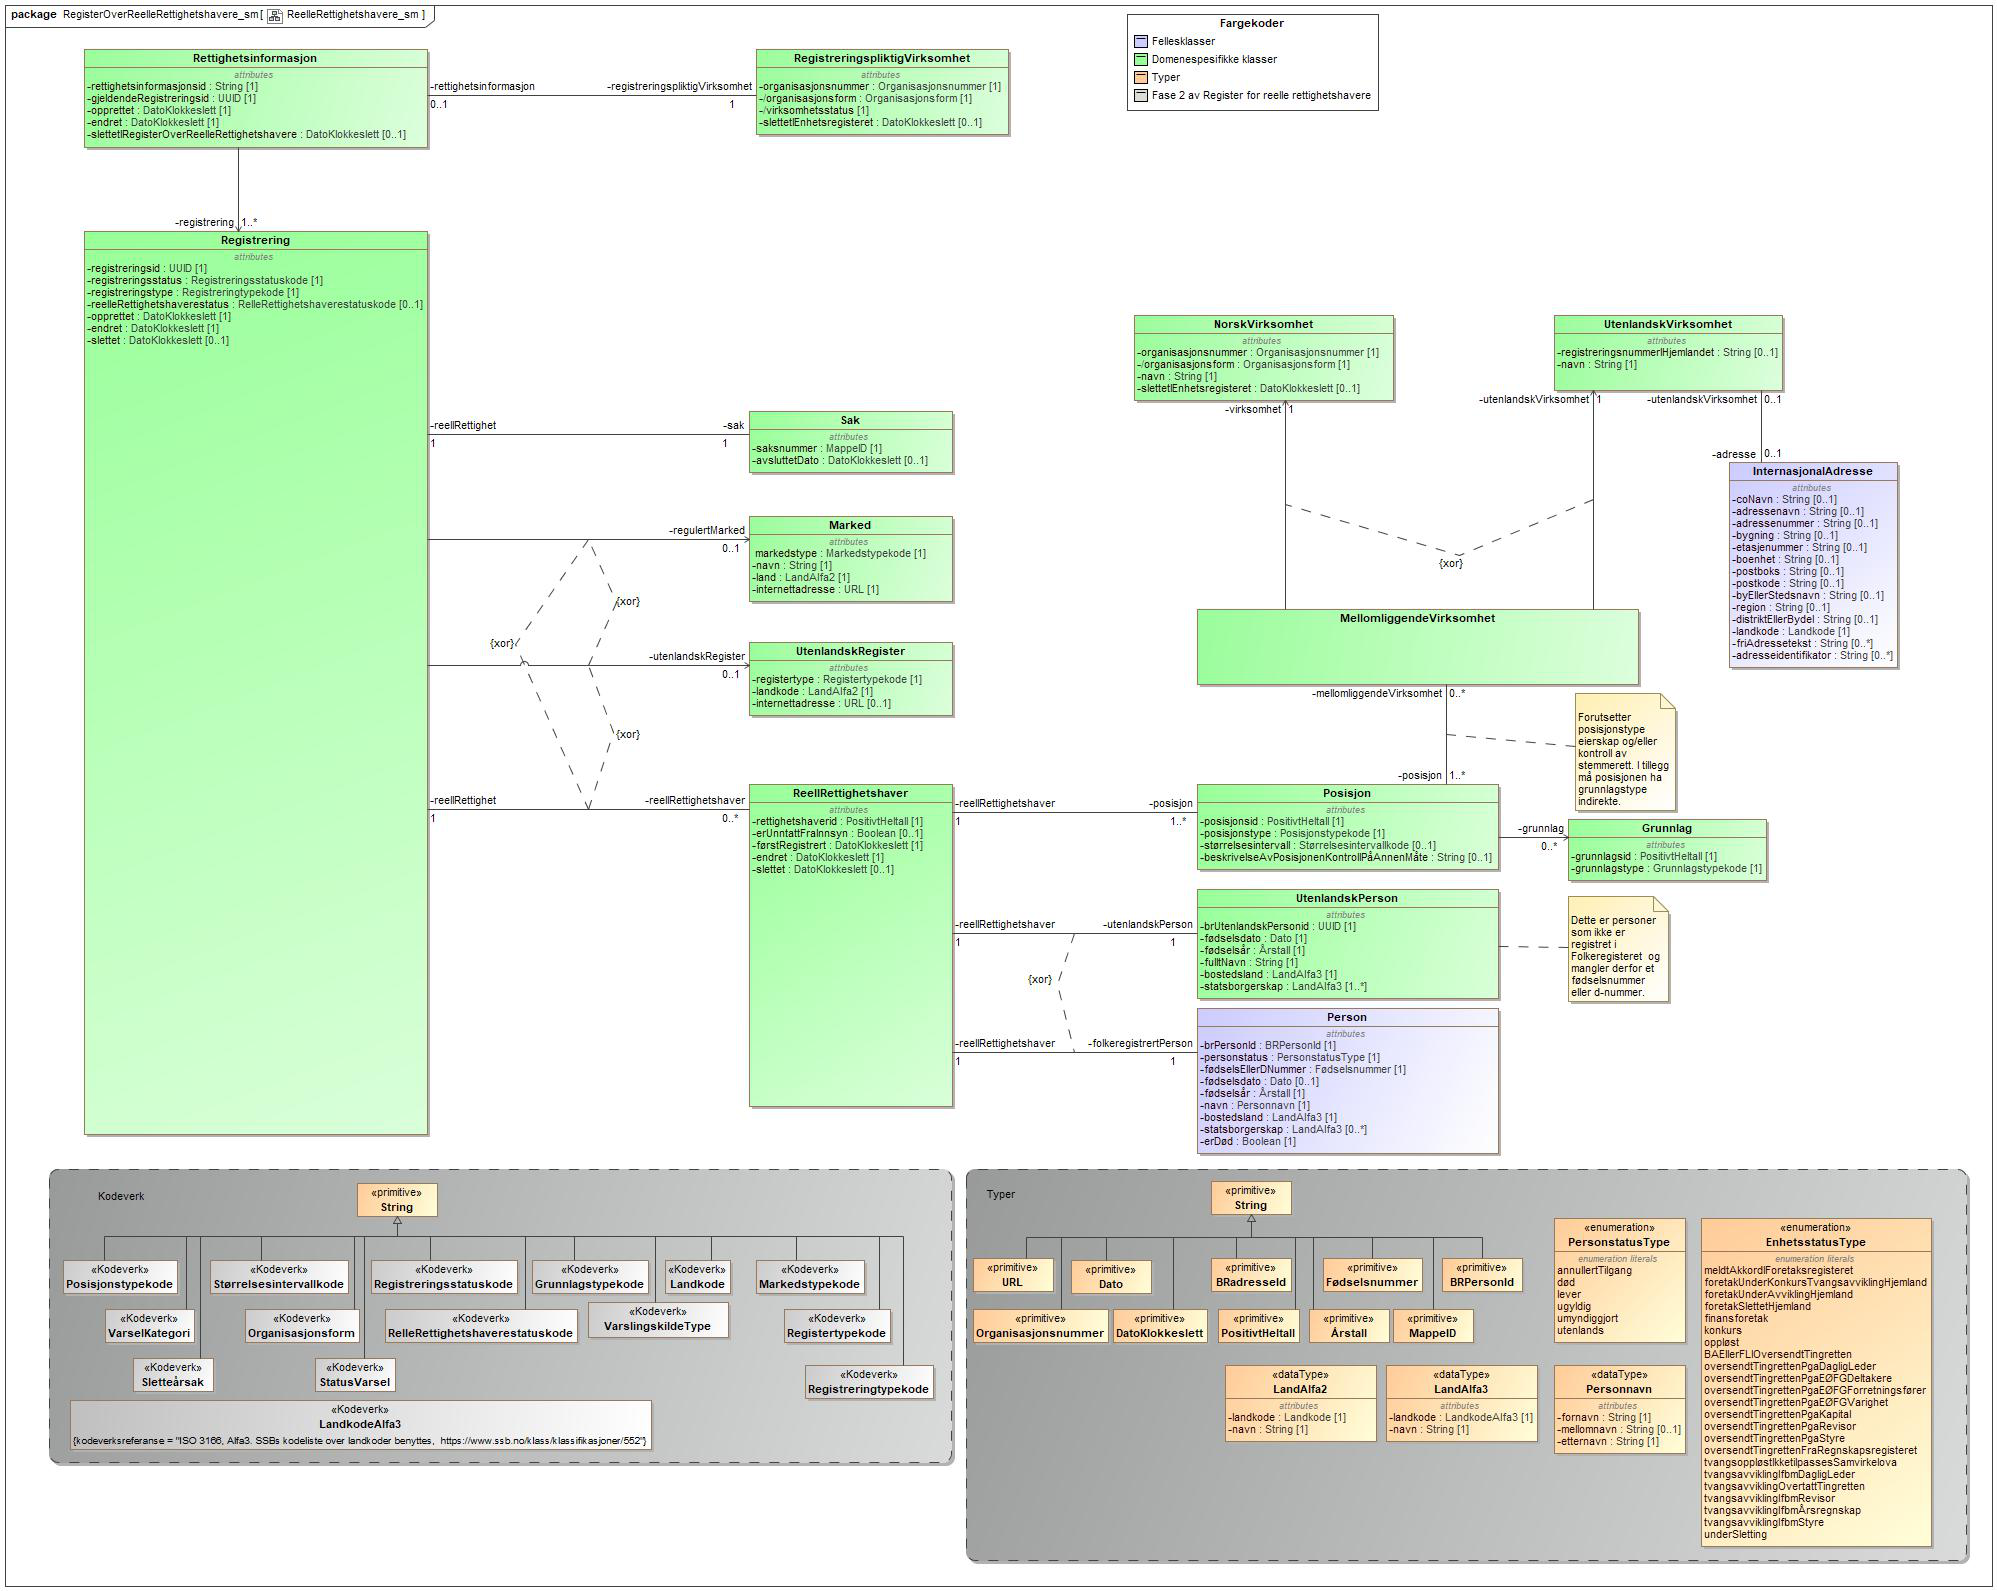 package RegisterOverReelleRettighetshavere_sm[ ReelleRettighetshavere_sm ]
Fargekoder
Fellesklasser
Domenespesifikke klasser
Typer
Fase 2 av Register for reelle rettighetshavere
Rettighetsinformasjon
attributes
-rettighetsinformasjonsid : String [1]
-gjeldendeRegistreringsid : UUID [1]
-opprettet : DatoKlokkeslett [1]
-endret : DatoKlokkeslett [1]
-slettetIRegisterOverReelleRettighetshavere : DatoKlokkeslett [0..1]
-rettighetsinformasjon
0..1
-registreringspliktigVirksomhet
1
RegistreringspliktigVirksomhet
attributes
-organisasjonsnummer : Organisasjonsnummer [1]
-/organisasjonsform : Organisasjonsform [1]
-/virksomhetsstatus [1]
-slettetIEnhetsregisteret : DatoKlokkeslett [0..1]
-registrering 1..*
Registrering
attributes
-registreringsid : UUID [1]
-registreringsstatus : Registreringsstatuskode [1]
-registreringstype : Registreringtypekode [1]
-reelleRettighetshaverestatus : RelleRettighetshaverestatuskode [0..1]
-opprettet : DatoKlokkeslett [1]
-endret : DatoKlokkeslett [1]
-slettet : DatoKlokkeslett [0..1]
NorskVirksomhet
attributes
-organisasjonsnummer : Organisasjonsnummer [1]
-/organisasjonsform : Organisasjonsform [1]
-navn : String [1]
-slettetIEnhetsregisteret : DatoKlokkeslett [0..1]
-virksomhet 1
UtenlandskVirksomhet
attributes
-registreringsnummerIHjemlandet : String [0..1]
-navn : String [1]
-utenlandskVirksomhet 1
-utenlandskVirksomhet 0..1
-adresse 0..1
InternasjonalAdresse
attributes
-coNavn : String [0..1]
-adressenavn : String [0..1]
-adressenummer : String [0..1]
-bygning : String [0..1]
-etasjenummer : String [0..1]
-boenhet : String [0..1]
-postboks : String [0..1]
-postkode : String [0..1]
-byEllerStedsnavn : String [0..1]
-region : String [0..1]
-distriktEllerBydel : String [0..1]
-landkode : Landkode [1]
-friAdressetekst : String [0..*]
-adresseidentifikator : String [0..*]
{xor}
-reellRettighet
1
-sak
1
Sak
attributes
-saksnummer : MappeID [1]
-avsluttetDato : DatoKlokkeslett [0..1]
-regulertMarked
0..1
Marked
attributes
markedstype : Markedstypekode [1]
-navn : String [1]
-land : LandAlfa2 [1]
-internettadresse : URL [1]
{xor}
{xor}
-utenlandskRegister
0..1
UtenlandskRegister
attributes
-registertype : Registertypekode [1]
-landkode : LandAlfa2 [1]
-internettadresse : URL [0..1]
{xor}
MellomliggendeVirksomhet
-mellomliggendeVirksomhet 0..*
Forutsetter
posisjonstype
eierskap og/eller
kontroll av
stemmerett. I tillegg
må posisjonen ha
grunnlagstype
indirekte.
-posisjon 1..*
-reellRettighet
1
-reellRettighetshaver
0..*
ReellRettighetshaver
attributes
-rettighetshaverid : PositivtHeltall [1]
-erUnntattFraInnsyn : Boolean [0..1]
-førstRegistrert : DatoKlokkeslett [1]
-endret : DatoKlokkeslett [1]
-slettet : DatoKlokkeslett [0..1]
-reellRettighetshaver
1
-posisjon
1..*
Posisjon
attributes
-posisjonsid : PositivtHeltall [1]
-posisjonstype : Posisjonstypekode [1]
-størrelsesintervall : Størrelsesintervallkode [0..1]
-beskrivelseAvPosisjonenKontrollPåAnnenMåte : String [0..1]
-grunnlag
0..*
Grunnlag
attributes
-grunnlagsid : PositivtHeltall [1]
-grunnlagstype : Grunnlagstypekode [1]
-reellRettighetshaver
1
-utenlandskPerson
1
UtenlandskPerson
attributes
-brUtenlandskPersonid : UUID [1]
-fødselsdato : Dato [1]
-fødselsår : Årstall [1]
-fulltNavn : String [1]
-bostedsland : LandAlfa3 [1]
-statsborgerskap : LandAlfa3 [1..*]
Dette er personer
som ikke er
registret i
Folkeregisteret og
mangler derfor et
fødselsnummer
eller d-nummer.
{xor}
-reellRettighetshaver
1
-folkeregistrertPerson
1
Person
attributes
-brPersonId : BRPersonId [1]
-personstatus : PersonstatusType [1]
-fødselsEllerDNummer : Fødselsnummer [1]
-fødselsdato : Dato [0..1]
-fødselsår : Årstall [1]
-navn : Personnavn [1]
-bostedsland : LandAlfa3 [1]
-statsborgerskap : LandAlfa3 [0..*]
-erDød : Boolean [1]
Kodeverk
«primitive»
String
«Kodeverk»
Posisjonstypekode
«Kodeverk»
Størrelsesintervallkode
«Kodeverk»
Registreringsstatuskode
«Kodeverk»
Grunnlagstypekode
«Kodeverk»
Landkode
«Kodeverk»
Markedstypekode
«Kodeverk»
VarselKategori
«Kodeverk»
Organisasjonsform
«Kodeverk»
RelleRettighetshaverestatuskode
«Kodeverk»
VarslingskildeType
«Kodeverk»
Registertypekode
«Kodeverk»
Sletteårsak
«Kodeverk»
StatusVarsel
«Kodeverk»
Registreringtypekode
«Kodeverk»
LandkodeAlfa3
{kodeverksreferanse = "ISO 3166, Alfa3. SSBs kodeliste over landkoder benyttes, https://www.ssb.no/klass/klassifikasjoner/552"}
Typer
«primitive»
String
«primitive»
URL
«primitive»
Dato
«primitive»
BRadresseId
«primitive»
Fødselsnummer
«primitive»
BRPersonId
«primitive»
Organisasjonsnummer
«primitive»
DatoKlokkeslett
«primitive»
PositivtHeltall
«primitive»
Årstall
«primitive»
MappeID
«dataType»
LandAlfa2
attributes
-landkode : Landkode [1]
-navn : String [1]
«dataType»
LandAlfa3
attributes
-landkode : LandkodeAlfa3 [1]
-navn : String [1]
«enumeration»
PersonstatusType
enumeration literals
annullertTilgang
død
lever
ugyldig
umyndiggjort
utenlands
«dataType»
Personnavn
attributes
-fornavn : String [1]
-mellomnavn : String [0..1]
-etternavn : String [1]
«enumeration»
EnhetsstatusType
enumeration literals
meldtAkkordIForetaksregisteret
foretakUnderKonkursTvangsavviklingHjemland
foretakUnderAvviklingHjemland
foretakSlettetHjemland
finansforetak
konkurs
oppløst
BAEllerFLIOversendtTingretten
oversendtTingrettenPgaDagligLeder
oversendtTingrettenPgaEØFGDeltakere
oversendtTingrettenPgaEØFGForretningsfører
oversendtTingrettenPgaEØFGVarighet
oversendtTingrettenPgaKapital
oversendtTingrettenPgaRevisor
oversendtTingrettenPgaStyre
oversendtTingrettenFraRegnskapsregisteret
tvangsoppløstIkketilpassesSamvirkelova
tvangsavviklingIfbmDagligLeder
tvangsavviklingOvertattTingretten
tvangsavviklingIfbmRevisor
tvangsavviklingIfbmÅrsregnskap
tvangsavviklingIfbmStyre
underSletting